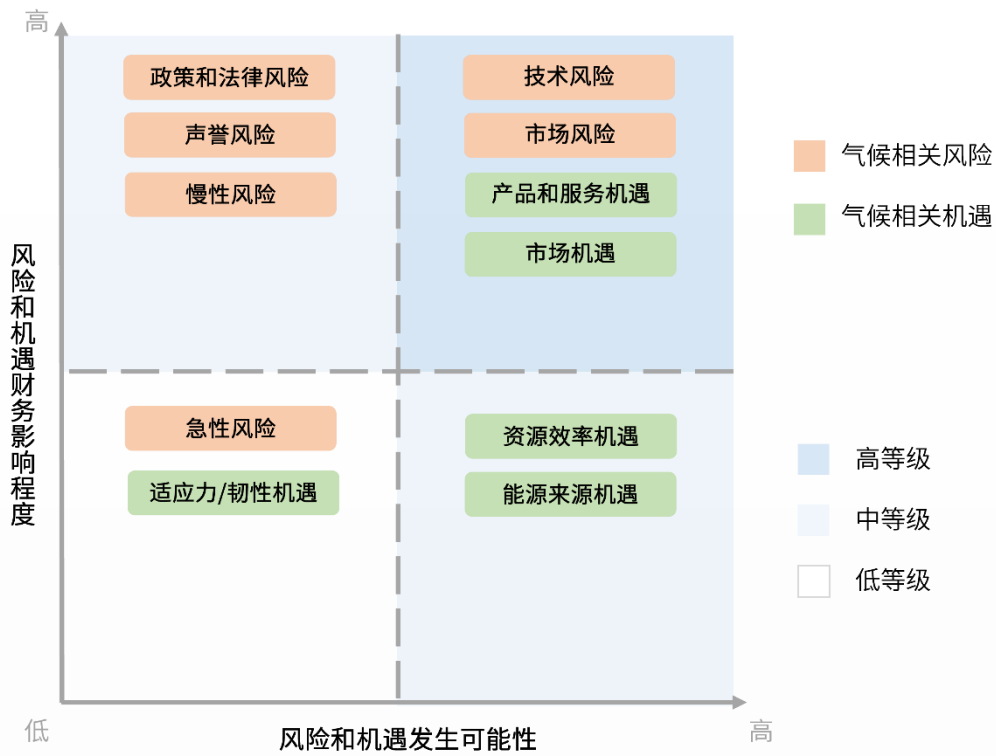 高
政策和法律风险
声誉风险
慢性风险
技术风险
市场风险
产品和服务机遇
市场机遇
急性风险
适应力/韧性机遇
资源效率机遇
能源来源机遇
风险和机遇财务影响程度
低
风险和机遇发生可能性
高
气候相关风险
气候相关机遇
高等级
中等级
低等级